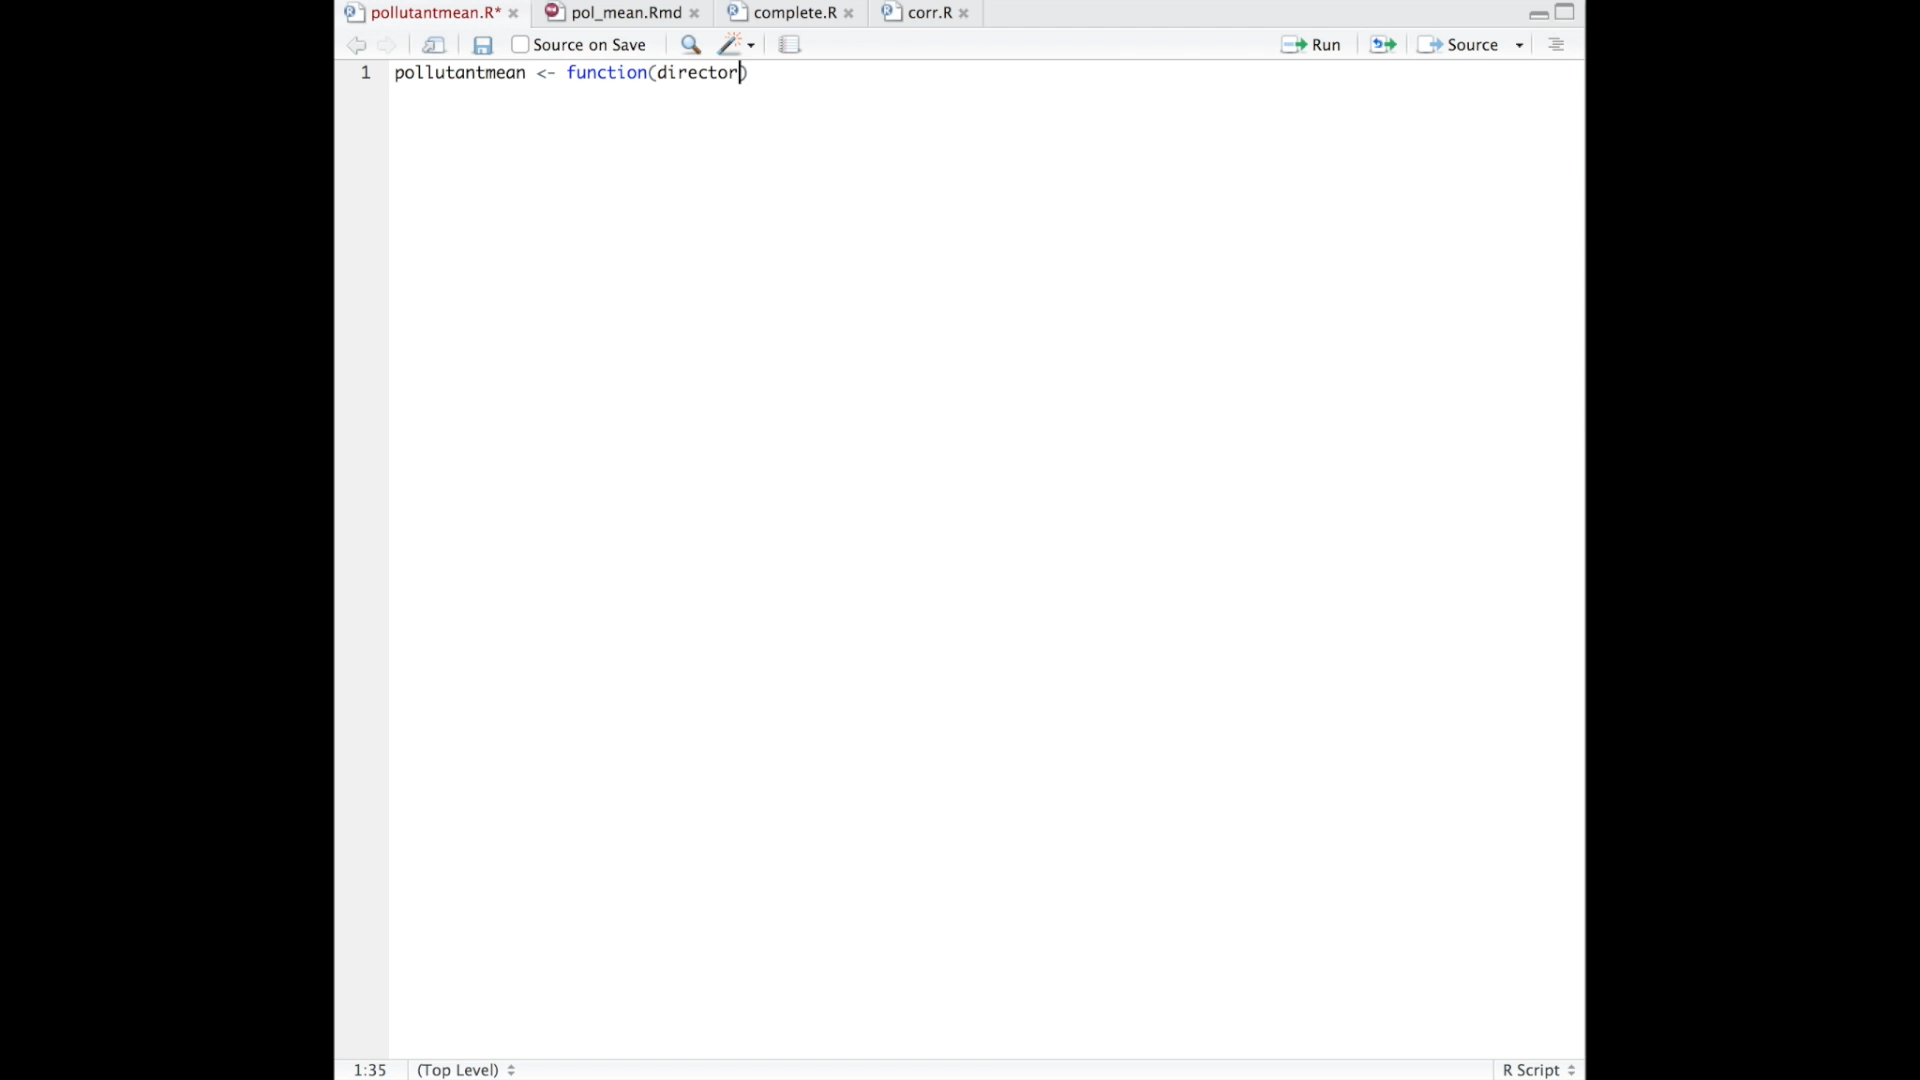 pollutantmean.R* pol_mean.Rmd complete.R corr.R
Source on Save Run Source
1 pollutantmean <- function(director)
1:35 (Top Level) R Script